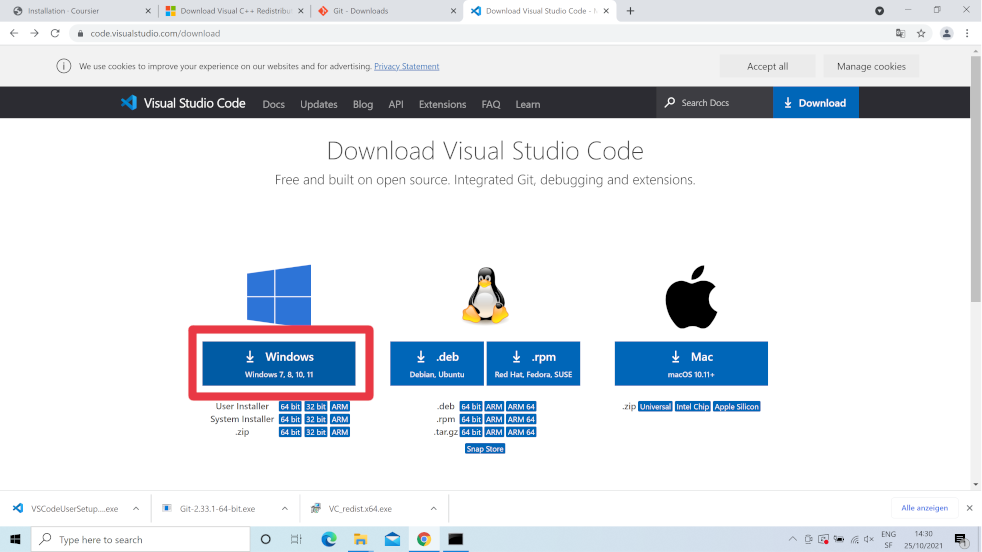 Installation · Coursier
Download Visual C++ Redistribut
Git - Downloads
Download Visual Studio Code - M
code.visualstudio.com/download
We use cookies to improve your experience on our websites and for advertising. Privacy Statement
Accept all
Manage cookies
Visual Studio Code
Docs
Updates
Blog
API
Extensions
FAQ
Learn
Search Docs
Download
Download Visual Studio Code
Free and built on open source. Integrated Git, debugging and extensions.
Windows
Windows 7, 8, 10, 11
.deb
Debian, Ubuntu
.rpm
Red Hat, Fedora, SUSE
Mac
macOS 10.11+
User Installer 64 bit 32 bit ARM
System Installer 64 bit 32 bit ARM
.zip 64 bit 32 bit ARM
.deb 64 bit ARM ARM 64
.rpm 64 bit ARM ARM 64
.tar.gz 64 bit ARM ARM 64
Snap Store
.zip Universal Intel Chip Apple Silicon
VSCodeUserSetup....exe
Git-2.33.1-64-bit.exe
VC_redist.x64.exe
Alle anzeigen
Type here to search
ENG
SF
14:30
25/10/2021